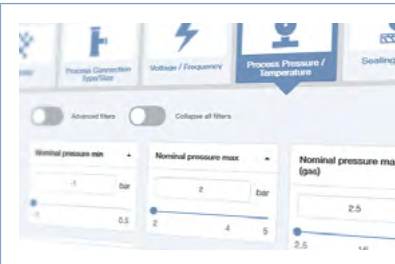 Process Connection
Type/Size
Voltage / Frequency
Process Pressure /
Temperature
Sealing
Advanced filters
Collapse all filters
Nominal pressure min
Nominal pressure max
Nominal pressure ma
(gas)
-1
bar
2
bar
2.5
-1
0.5
2
4
5
2.5